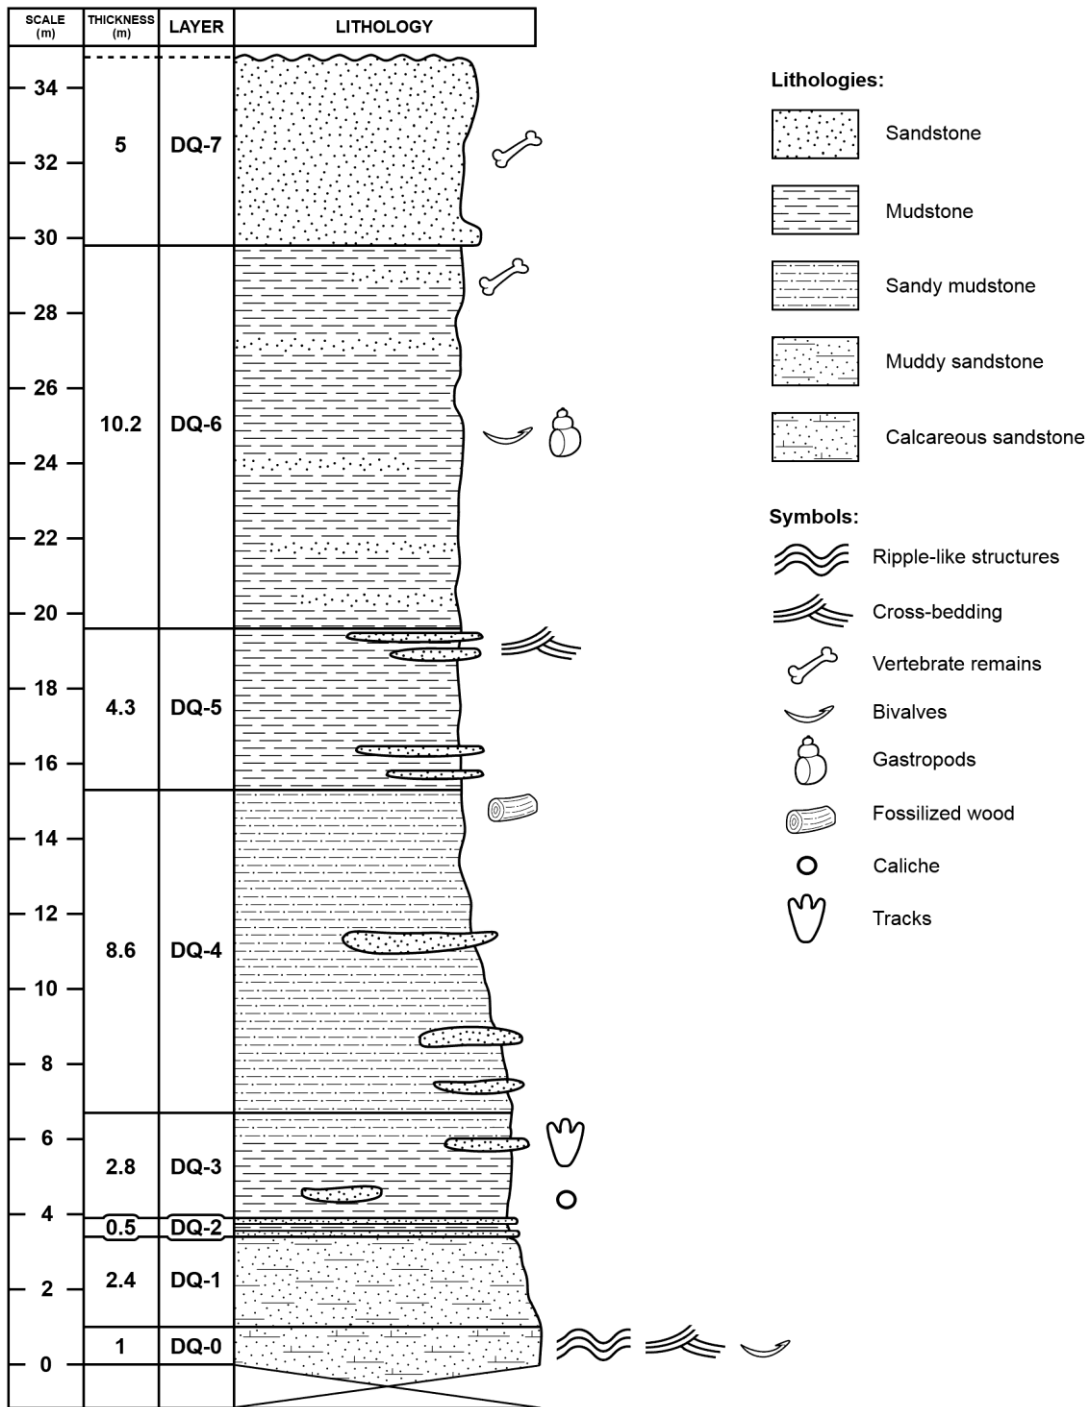 SCALE (m)
THICKNESS (m)
LAYER
LITHOLOGY
34
5
DQ-7
32
30
28
26
10.2
DQ-6
24
22
20
18
4.3
DQ-5
16
14
12
8.6
DQ-4
10
8
6
2.8
DQ-3
4
0.5
DQ-2
2.4
DQ-1
2
1
DQ-0
0
Lithologies:
Sandstone
Mudstone
Sandy mudstone
Muddy sandstone
Calcareous sandstone
Symbols:
Ripple-like structures
Cross-bedding
Vertebrate remains
Bivalves
Gastropods
Fossilized wood
Caliche
Tracks